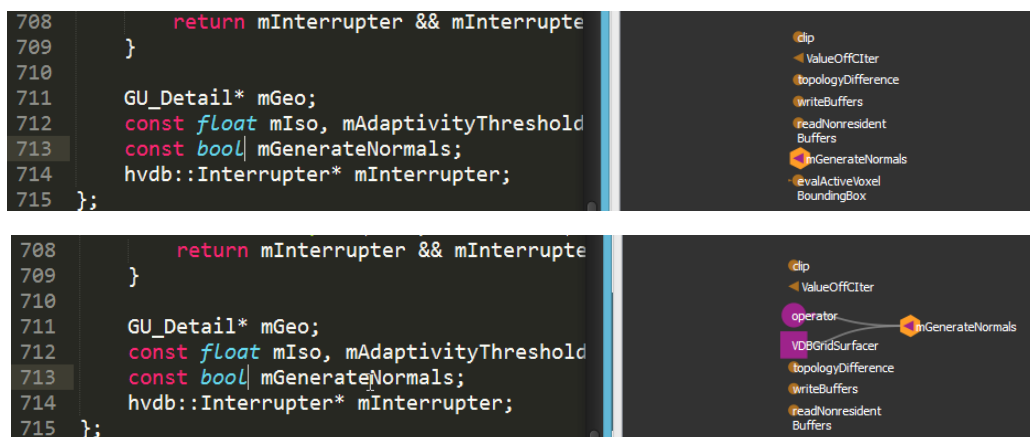 708 return mInterrupter && mInterrupte
709 }
710
711 GU_Detail* mGeo;
712 const float mIso, mAdaptivityThreshold
713 const bool mGenerateNormals;
714 hvdb::Interrupter* mInterrupter;
715 };
clip
ValueOffCIter
topologyDifference
writeBuffers
readNonresident
Buffers
mGenerateNormals
evalActiveVoxel
BoundingBox
708 return mInterrupter && mInterrupte
709 }
710
711 GU_Detail* mGeo;
712 const float mIso, mAdaptivityThreshold
713 const bool mGenerateNormals;
714 hvdb::Interrupter* mInterrupter;
715 };
clip
ValueOffCIter
operator
mGenerateNormals
VDBGridSurfacer
topologyDifference
writeBuffers
readNonresident
Buffers